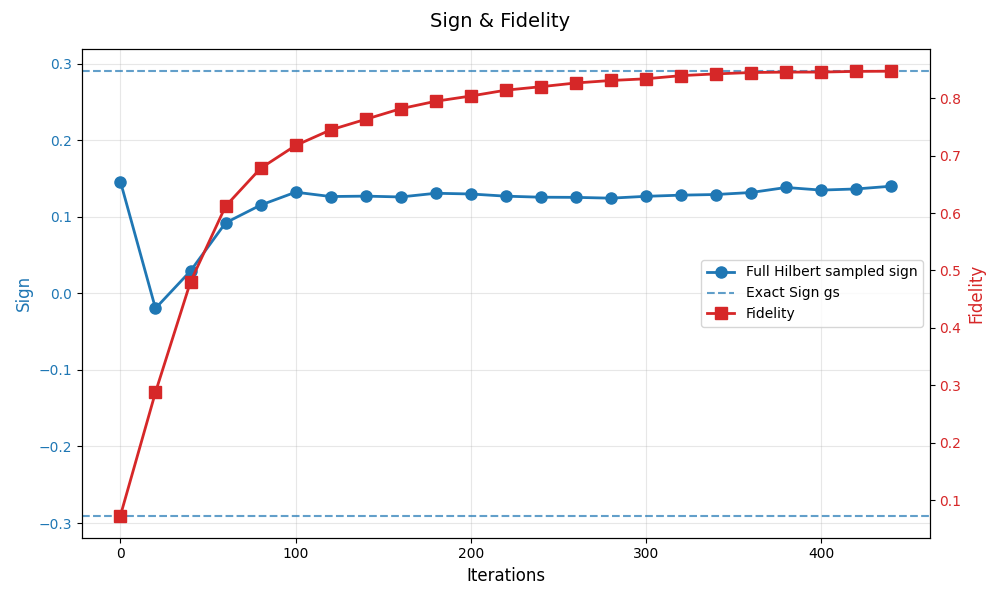 Sign & Fidelity
Sign
0.3
0.2
0.1
0.0
−0.1
−0.2
−0.3
0
100
200
300
400
Iterations
Full Hilbert sampled sign
Exact Sign gs
Fidelity
0.8
0.7
0.6
0.5
0.4
0.3
0.2
0.1
Fidelity